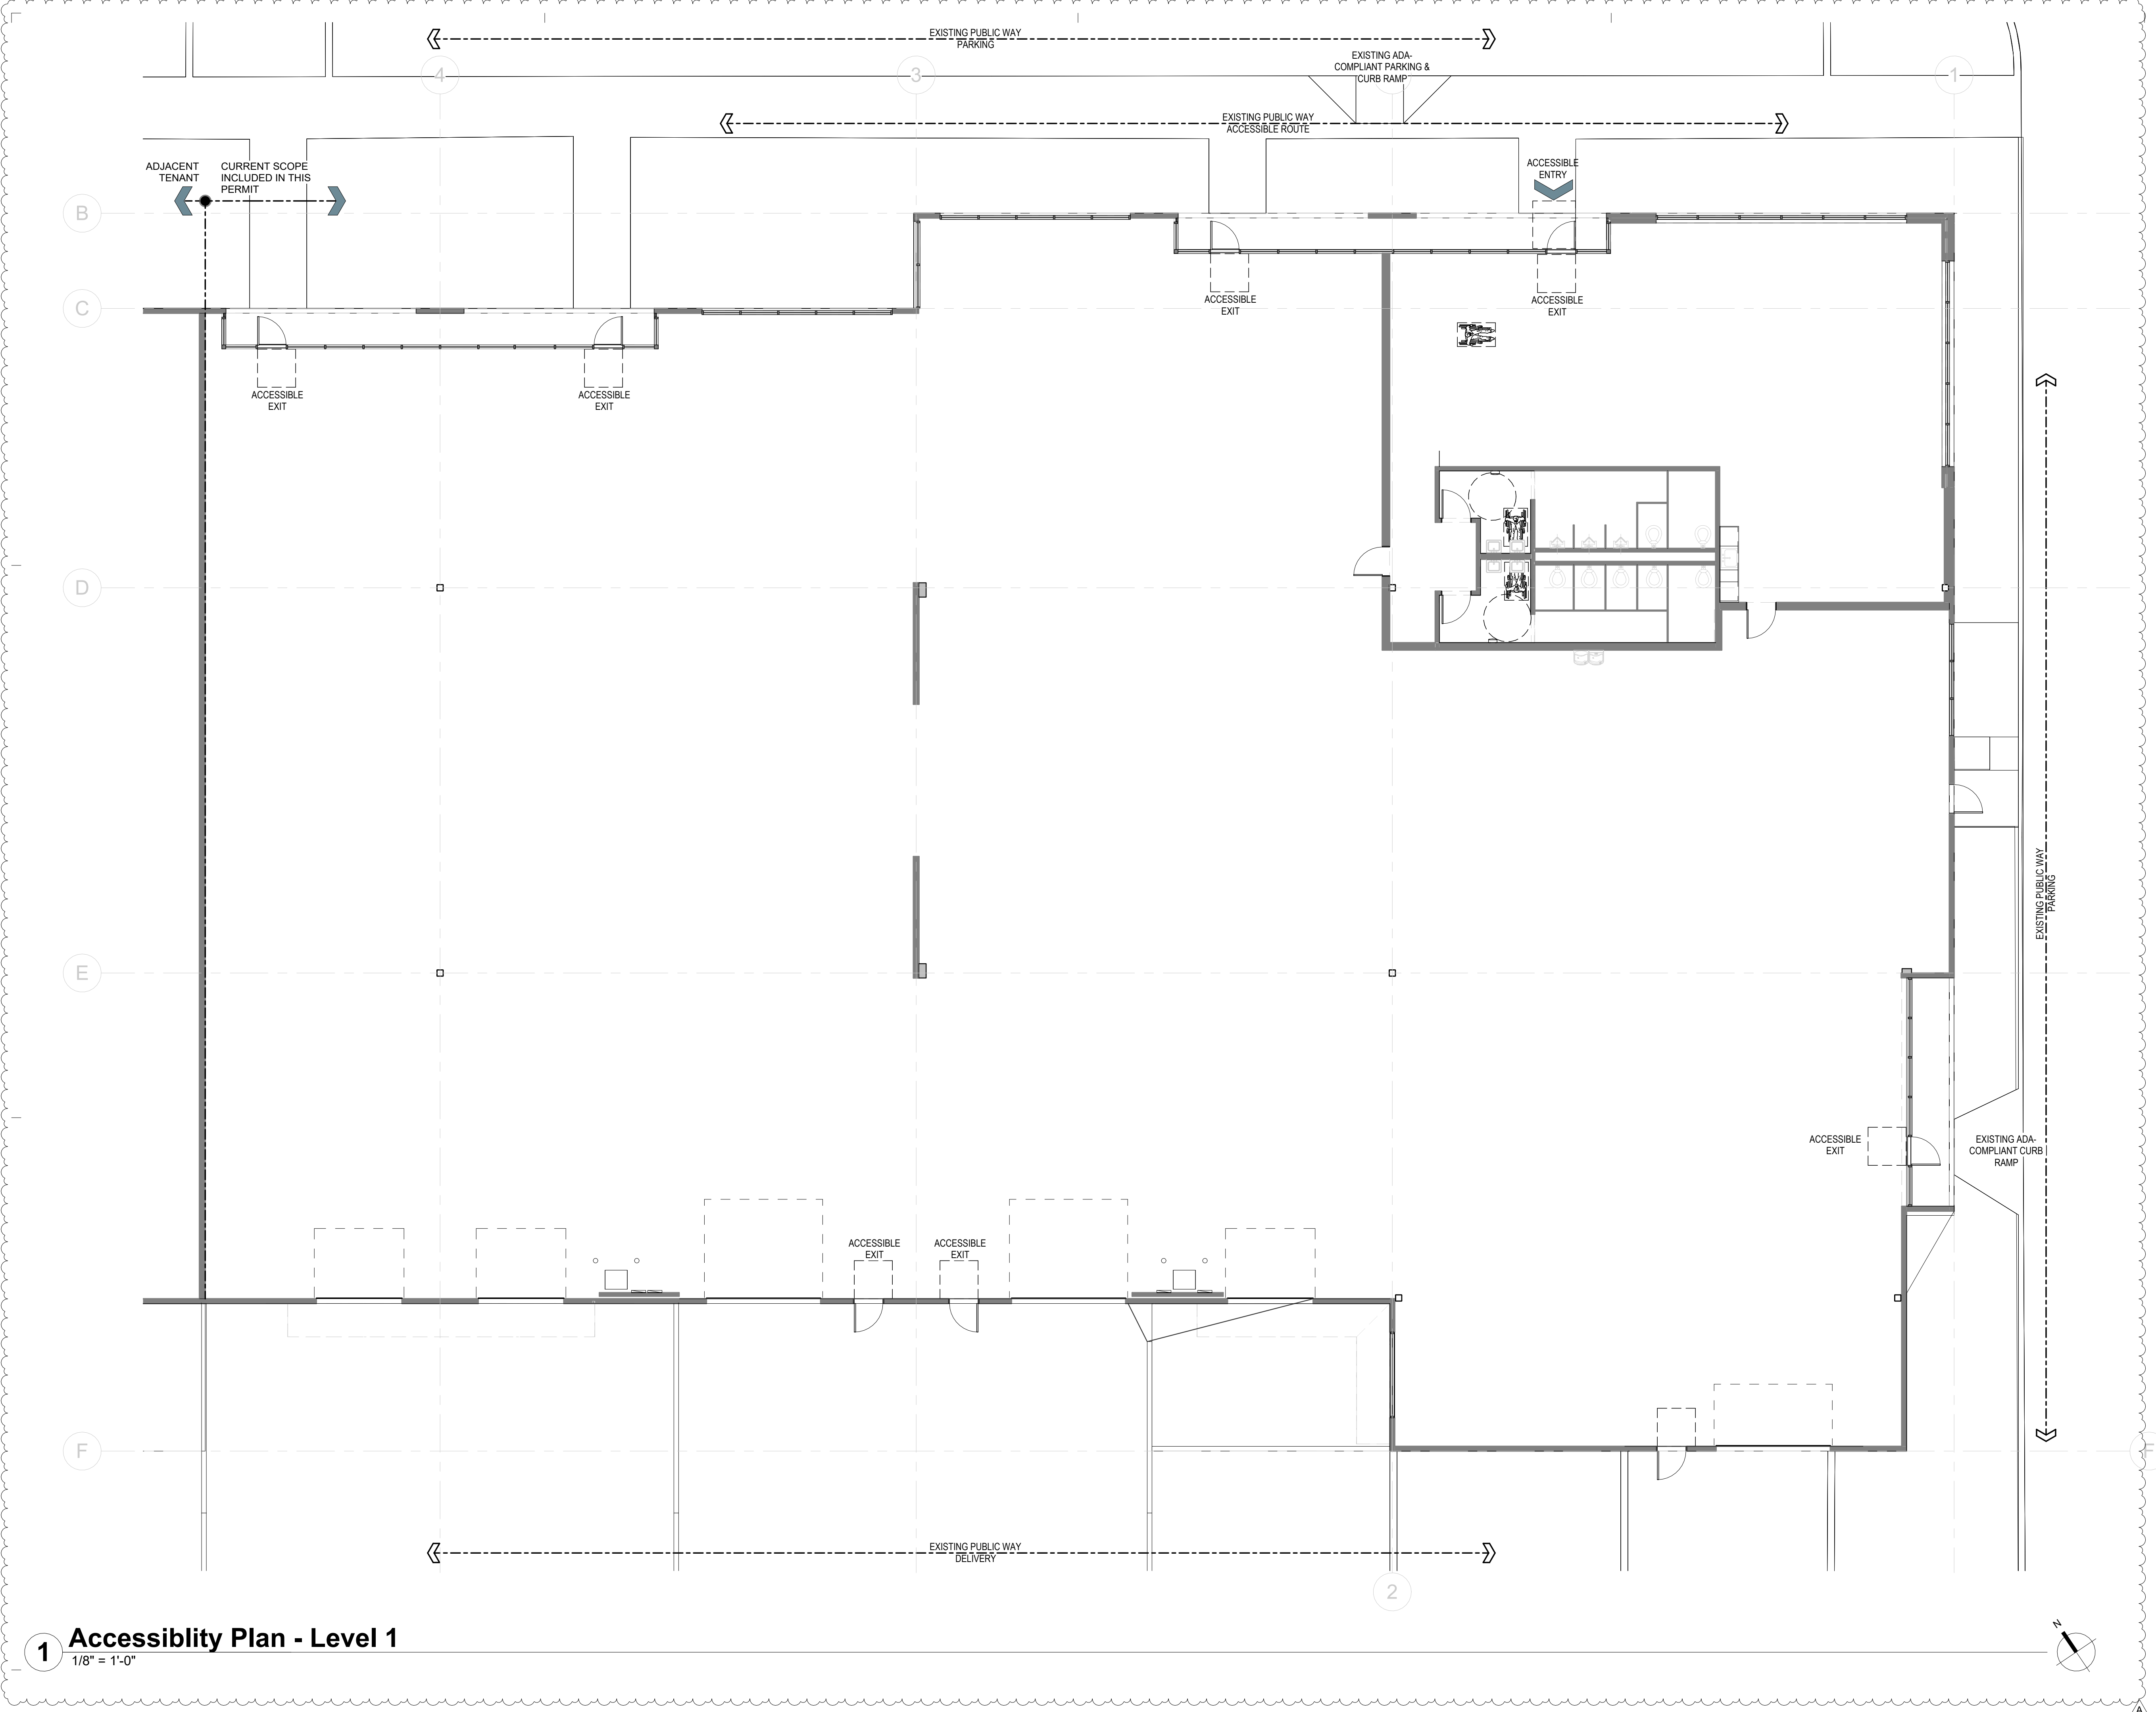 EXISTING PUBLIC WAY
PARKING
EXISTING ADA-
COMPLIANT PARKING &
CURB RAMP
4
3
1
EXISTING PUBLIC WAY
ACCESSIBLE ROUTE
ADJACENT
TENANT
CURRENT SCOPE
INCLUDED IN THIS
PERMIT
ACCESSIBLE
ENTRY
B
C
ACCESSIBLE
EXIT
ACCESSIBLE
EXIT
ACCESSIBLE
EXIT
ACCESSIBLE
EXIT
D
EXISTING PUBLIC WAY
PARKING
E
ACCESSIBLE
EXIT
EXISTING ADA-
COMPLIANT CURB
RAMP
ACCESSIBLE
EXIT
ACCESSIBLE
EXIT
F
F
EXISTING PUBLIC WAY
DELIVERY
2
1
Accessiblity Plan - Level 1
1/8" = 1'-0"
N
A